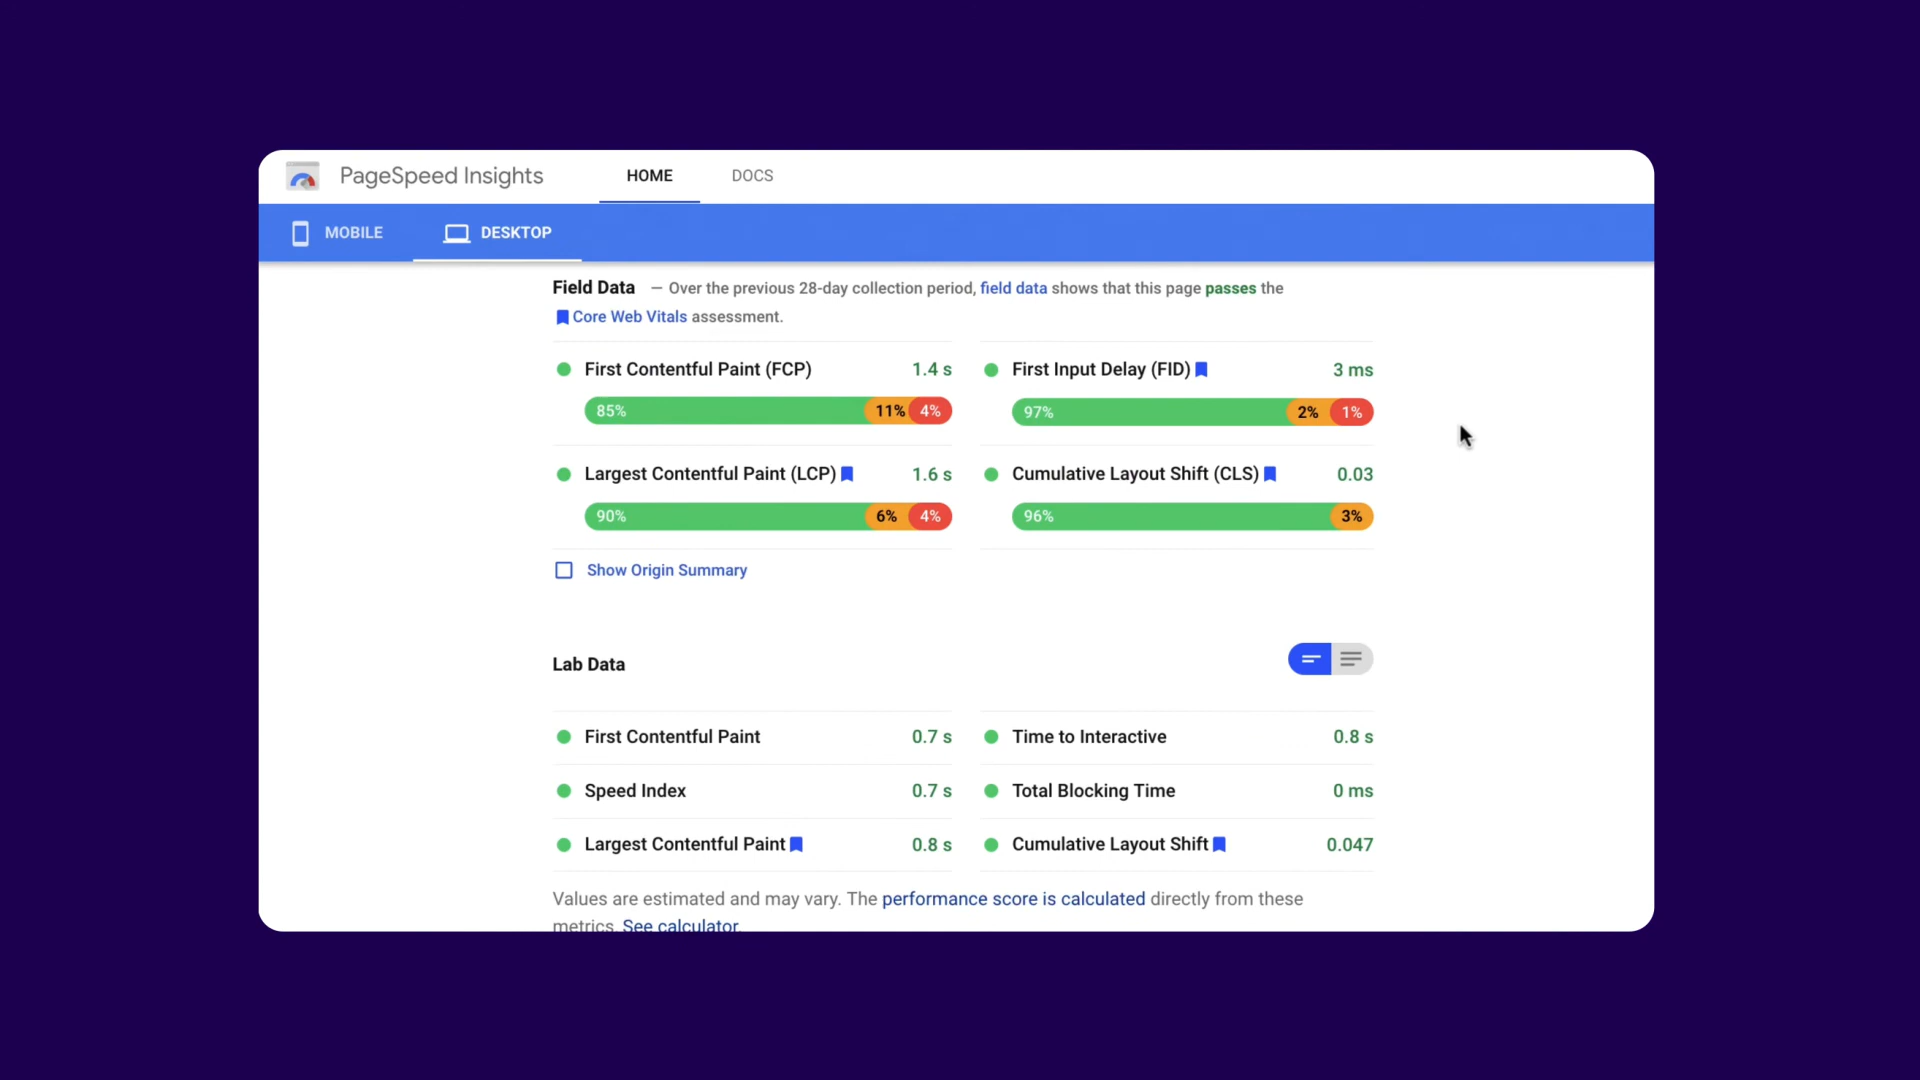 PageSpeed Insights
HOME
DOCS
MOBILE
DESKTOP
Field Data — Over the previous 28-day collection period, field data shows that this page passes the
Core Web Vitals assessment.
First Contentful Paint (FCP) 1.4 s
85% 11% 4%
First Input Delay (FID) 3 ms
97% 2% 1%
Largest Contentful Paint (LCP) 1.6 s
90% 6% 4%
Cumulative Layout Shift (CLS) 0.03
96% 3%
Show Origin Summary
Lab Data
First Contentful Paint 0.7 s
Time to Interactive 0.8 s
Speed Index 0.7 s
Total Blocking Time 0 ms
Largest Contentful Paint 0.8 s
Cumulative Layout Shift 0.047
Values are estimated and may vary. The performance score is calculated directly from these
metrics. See calculator.